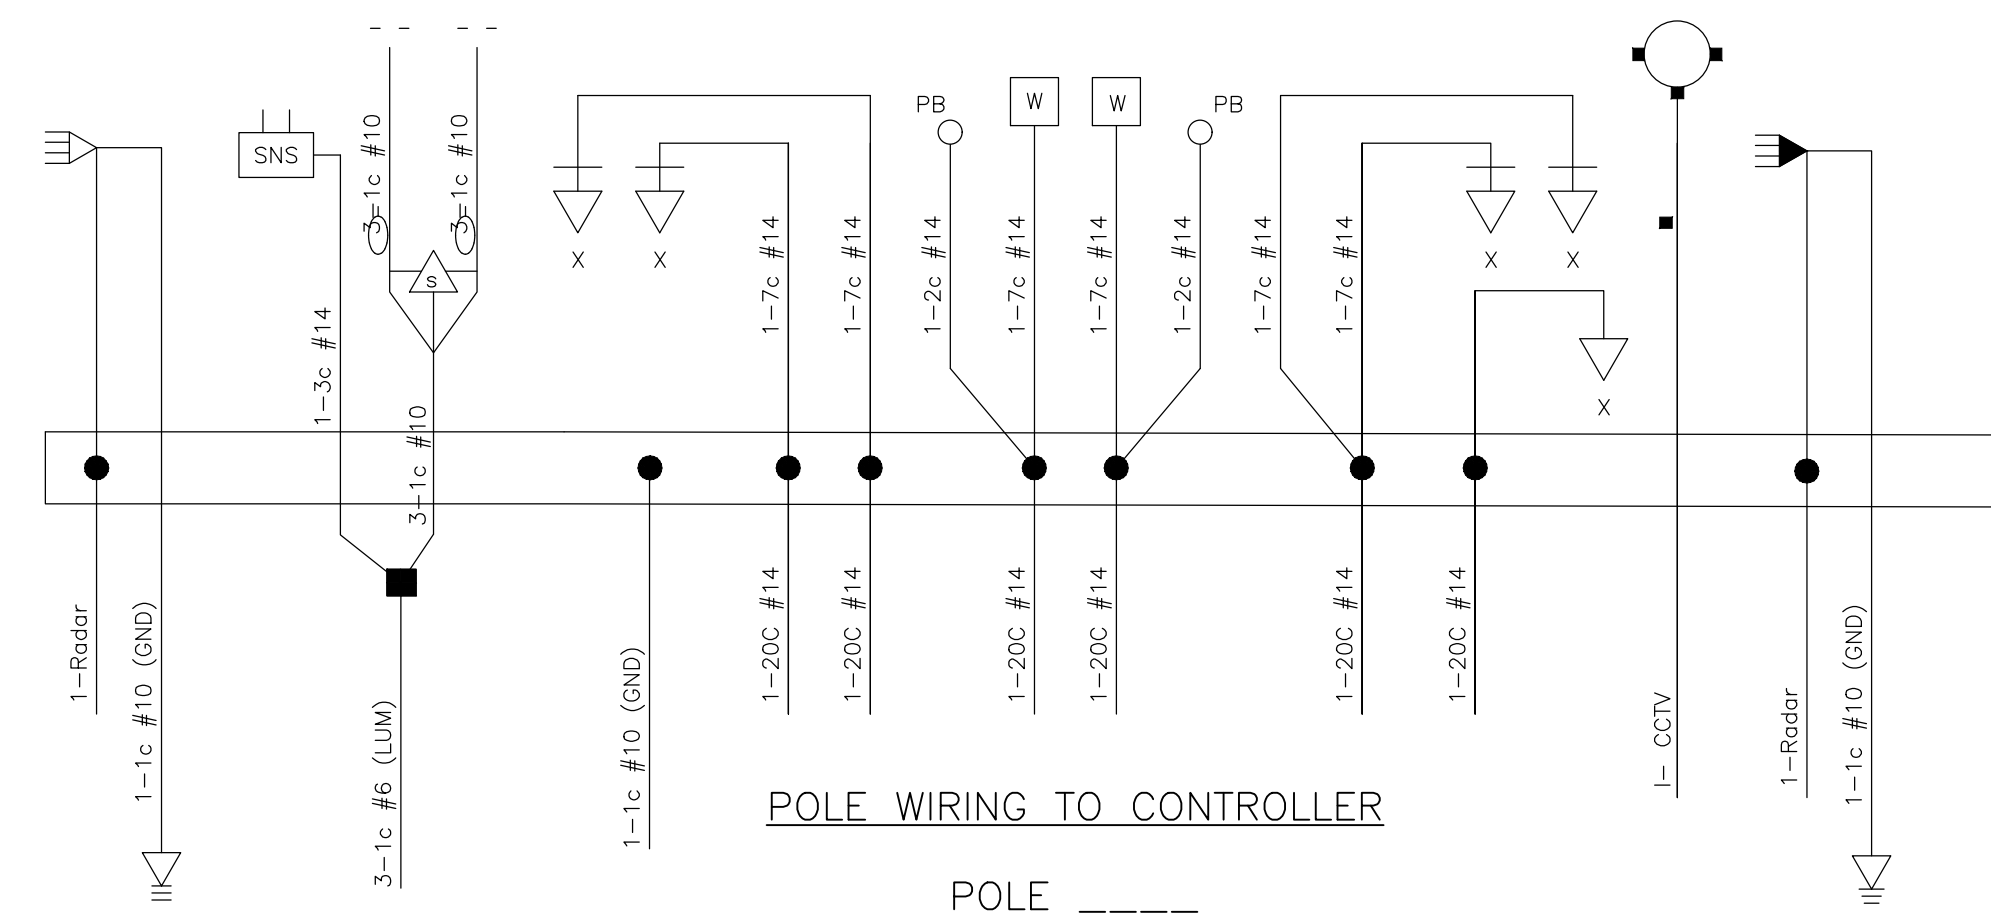 PB
W
W
PB
SNS
3-1c #10
3-1c #10
S
X
X
X
X
X
1-3c #14
3-1c #10
1-7c #14
1-7c #14
1-2c #14
1-7c #14
1-7c #14
1-2c #14
1-7c #14
1-7c #14
1-Radar
1-1c #10 (GND)
3-1c #6 (LUM)
1-1c #10 (GND)
1-20C #14
1-20C #14
1-20C #14
1-20C #14
1-20C #14
1-20C #14
I- CCTV
1-Radar
1-1c #10 (GND)
POLE WIRING TO CONTROLLER
POLE ____